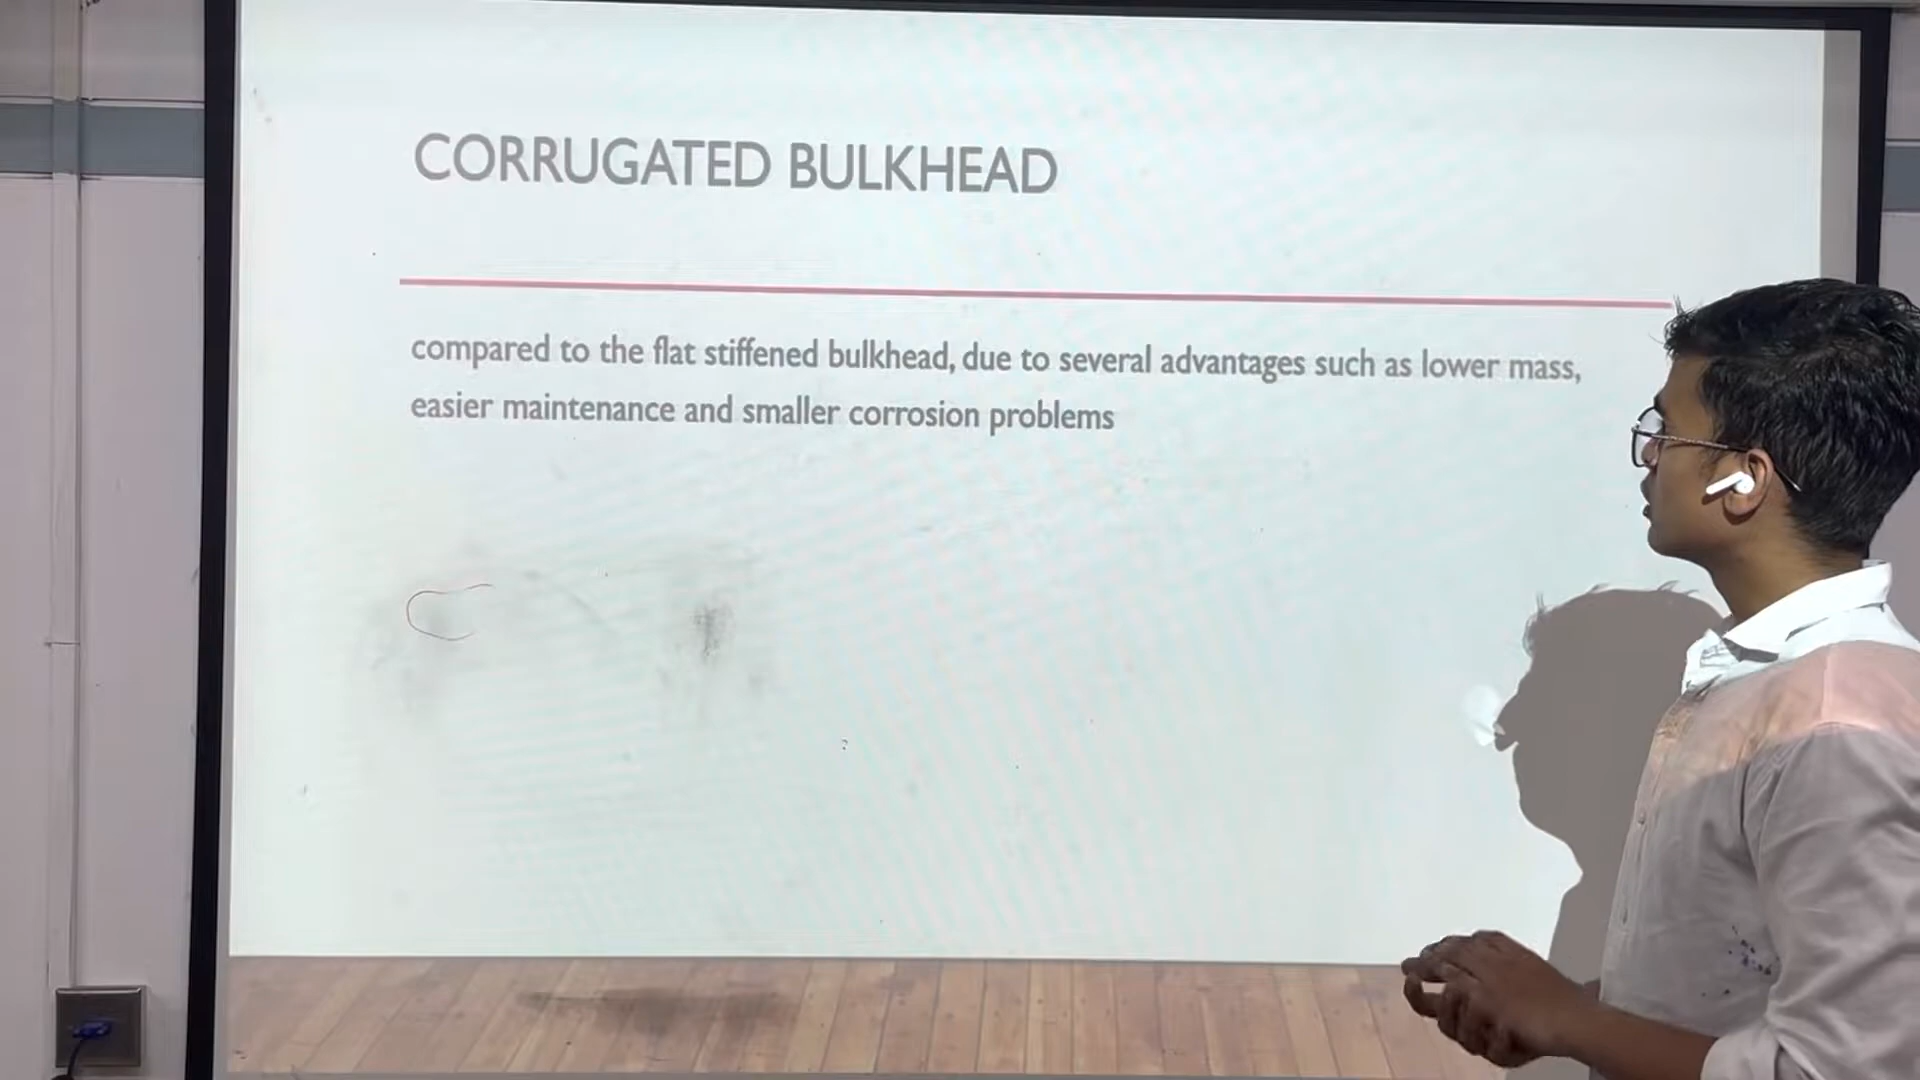 CORRUGATED BULKHEAD
compared to the flat stiffened bulkhead, due to several advantages such as lower mass,
easier maintenance and smaller corrosion problems